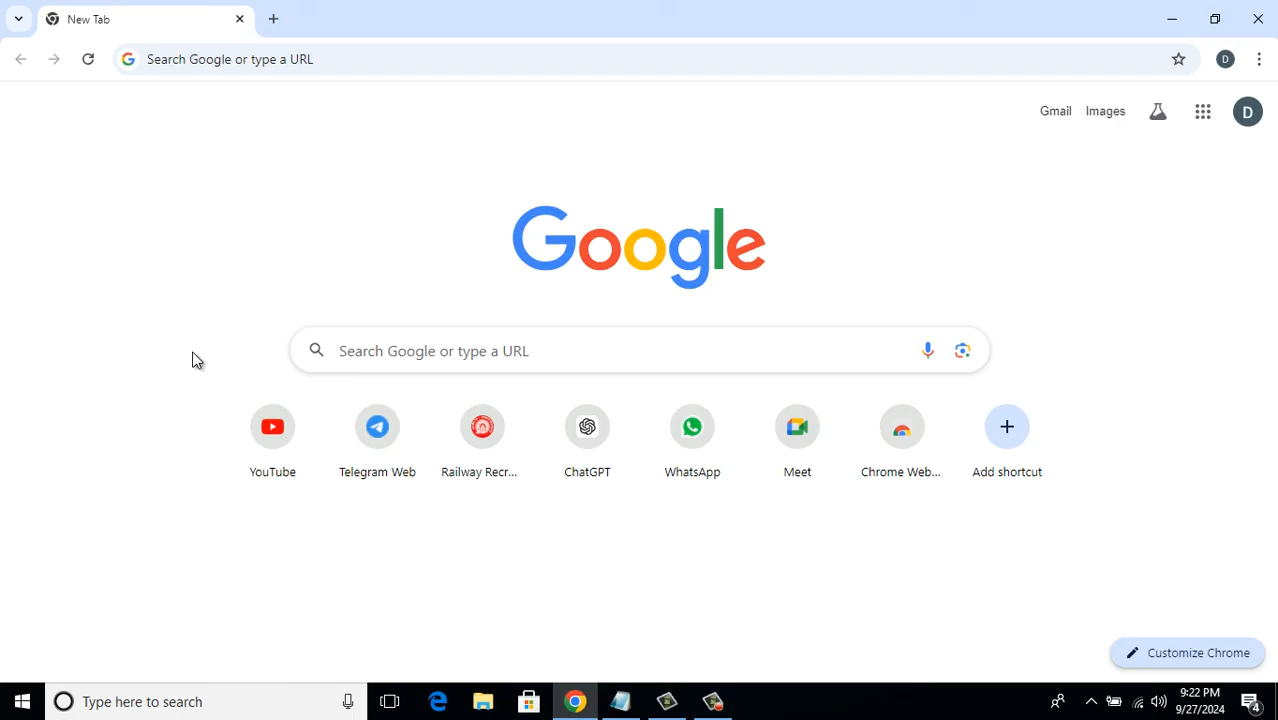 New Tab
Search Google or type a URL
D
Gmail
Images
D
Google
Search Google or type a URL
YouTube
Telegram Web
Railway Recr...
ChatGPT
WhatsApp
Meet
Chrome Web...
Add shortcut
Customize Chrome
Type here to search
9:22 PM
9/27/2024
4